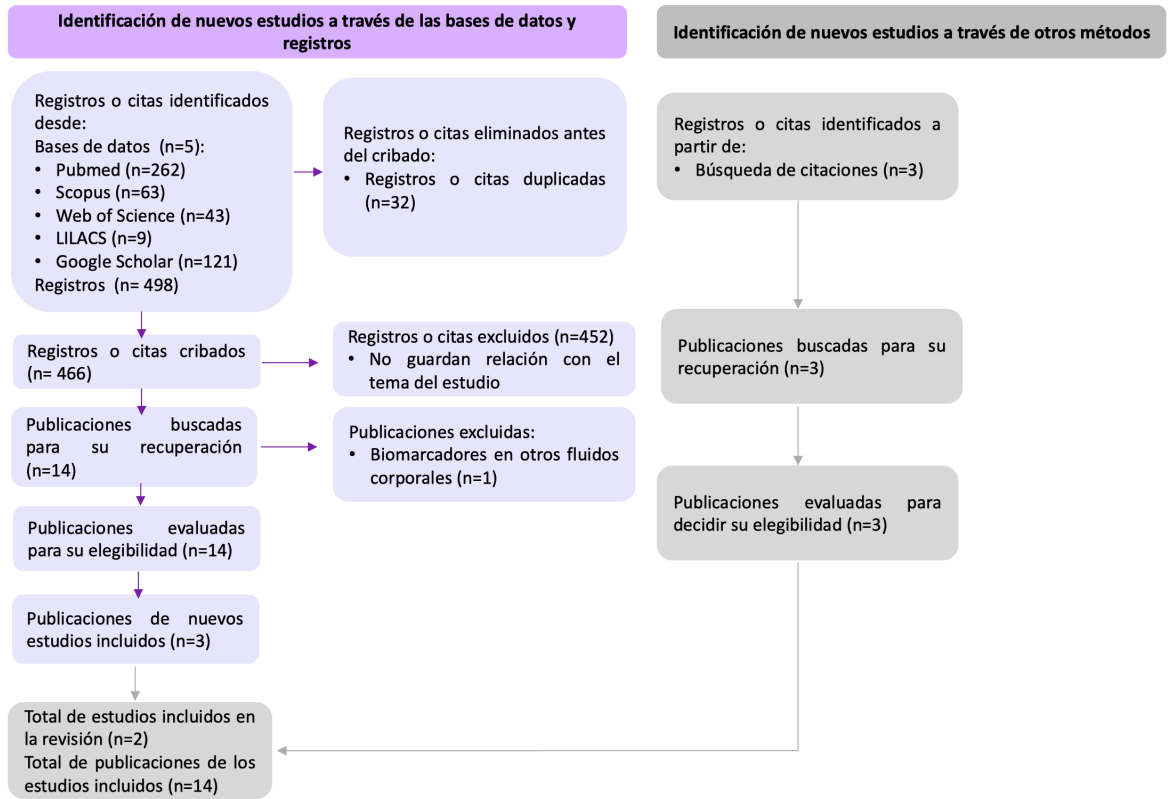 Identificación de nuevos estudios a través de las bases de datos y
registros
Identificación de nuevos estudios a través de otros métodos
Registros o citas identificados
desde:
Bases de datos (n=5):
• Pubmed (n=262)
• Scopus (n=63)
• Web of Science (n=43)
• LILACS (n=9)
• Google Scholar (n=121)
Registros (n= 498)
Registros o citas eliminados antes
del cribado:
• Registros o citas duplicadas
(n=32)
Registros o citas identificados a
partir de:
• Búsqueda de citaciones (n=3)
Registros o citas cribados
(n= 466)
Registros o citas excluidos (n=452)
• No guardan relación con el
tema del estudio
Publicaciones buscadas para su
recuperación (n=3)
Publicaciones buscadas
para su recuperación
(n=14)
Publicaciones excluidas:
• Biomarcadores en otros fluidos
corporales (n=1)
Publicaciones evaluadas para
decidir su elegibilidad (n=3)
Publicaciones evaluadas
para su elegibilidad (n=14)
Publicaciones de nuevos
estudios incluidos (n=3)
Total de estudios incluidos en
la revisión (n=2)
Total de publicaciones de los
estudios incluidos (n=14)